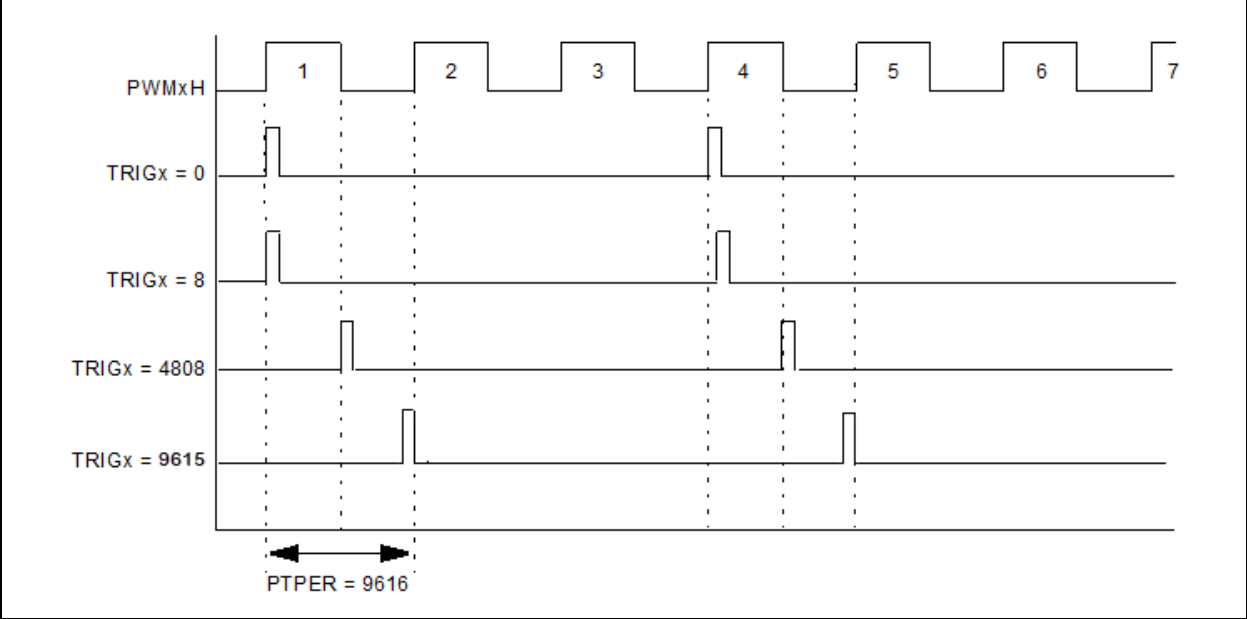 1 2 3 4 5 6 7
PWMxH
TRIGx = 0
TRIGx = 8
TRIGx = 4808
TRIGx = 9615
PTPER = 9616